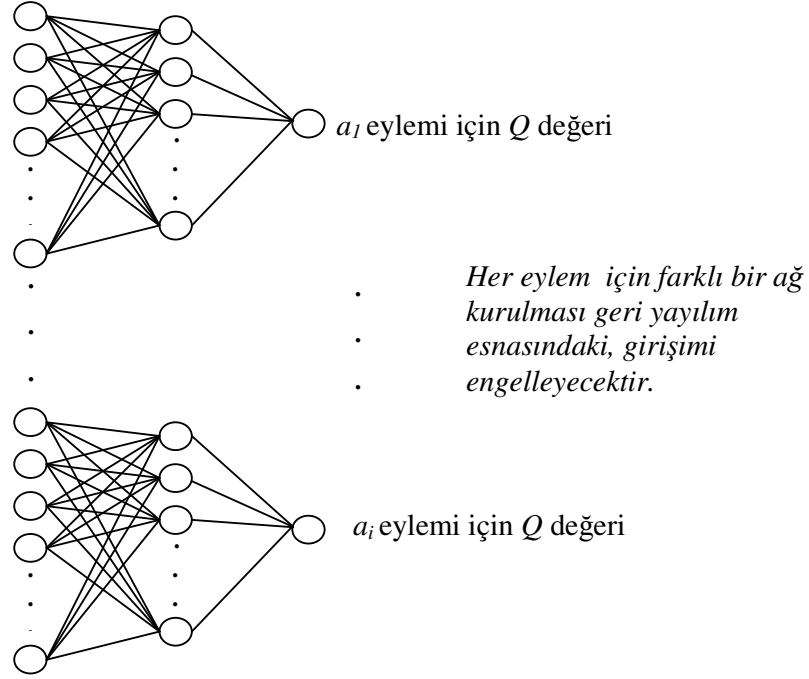 a1 eylemi için Q değeri
Her eylem için farklı bir ağ
kurulması geri yayılım
esnasındaki, girişimi
engelleyecektir.
ai eylemi için Q değeri